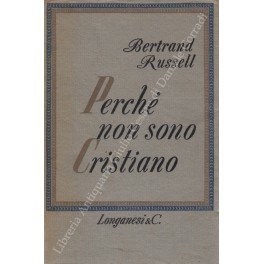 Bertrand
Russell
Perché
non sono
Cristiano
Longanesi & C.